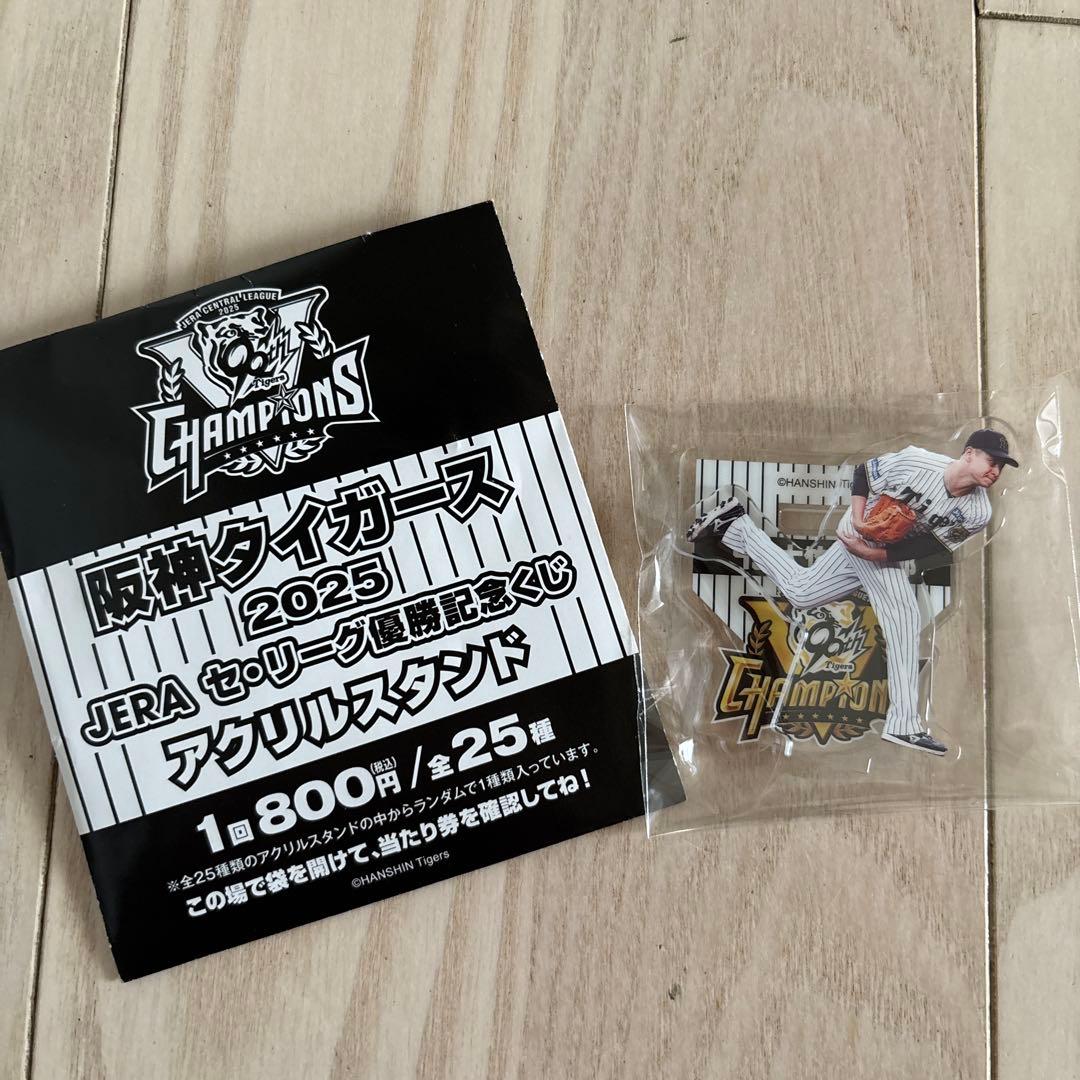 JERA CENTRAL LEAGUE
2025
90th
Tigers
CHAMPIONS
阪神タイガース
2025
JERA セ・リーグ優勝記念くじ
アクリルスタンド
1回800円(税込)/全25種
※全25種類のアクリルスタンドの中からランダムで1種類入っています。
この場で袋を開けて、当たり券を確認してね!
©HANSHIN Tigers
©HANSHIN Tig
Tigers
90th
Tigers
CHAMPION